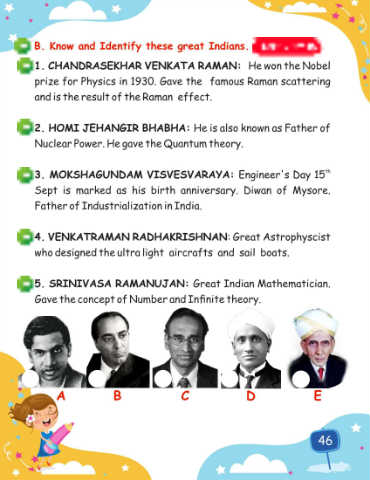 B. Know and Identify these great Indians.
1. CHANDRASEKHAR VENKATA RAMAN: He won the Nobel
prize for Physics in 1930. Gave the famous Raman scattering
and is the result of the Raman effect.
2. HOMI JEHANGIR BHABHA: He is also known as Father of
Nuclear Power. He gave the Quantum theory.
3. MOKSHAGUNDAM VISVESVARAYA: Engineer's Day 15th
Sept is marked as his birth anniversary. Diwan of Mysore,
Father of Industrialization in India.
4. VENKATRAMAN RADHAKRISHNAN: Great Astrophyscist
who designed the ultra light aircrafts and sail boats.
5. SRINIVASA RAMANUJAN: Great Indian Mathematician.
Gave the concept of Number and Infinite theory.
A B C D E
46